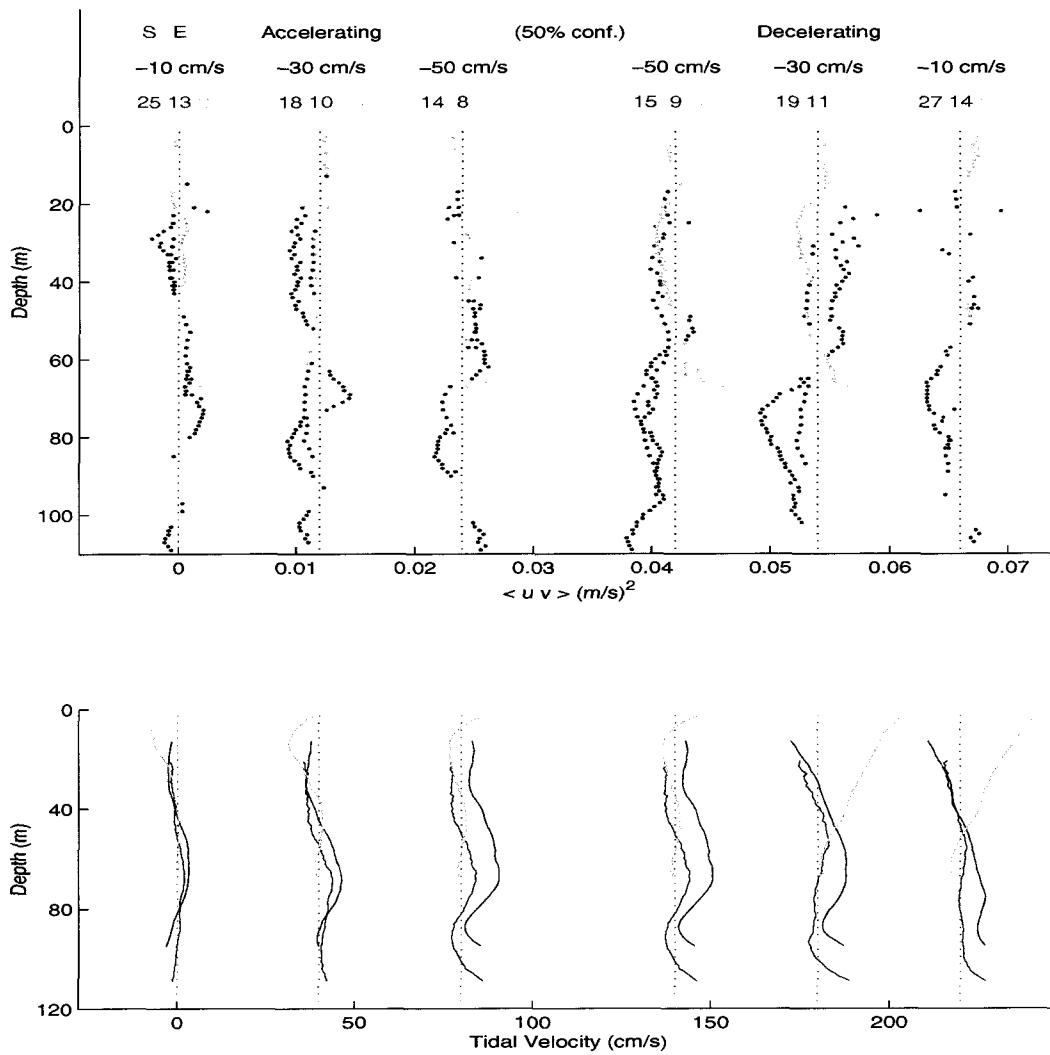 S E Accelerating (50% conf.) Decelerating
−10 cm/s −30 cm/s −50 cm/s −50 cm/s −30 cm/s −10 cm/s
25 13 18 10 14 8 15 9 19 11 27 14
0
20
40
60
80
100
Depth (m)
0 0.01 0.02 0.03 0.04 0.05 0.06 0.07
< u v > (m/s)2
0
40
80
120
Depth (m)
0 50 100 150 200
Tidal Velocity (cm/s)